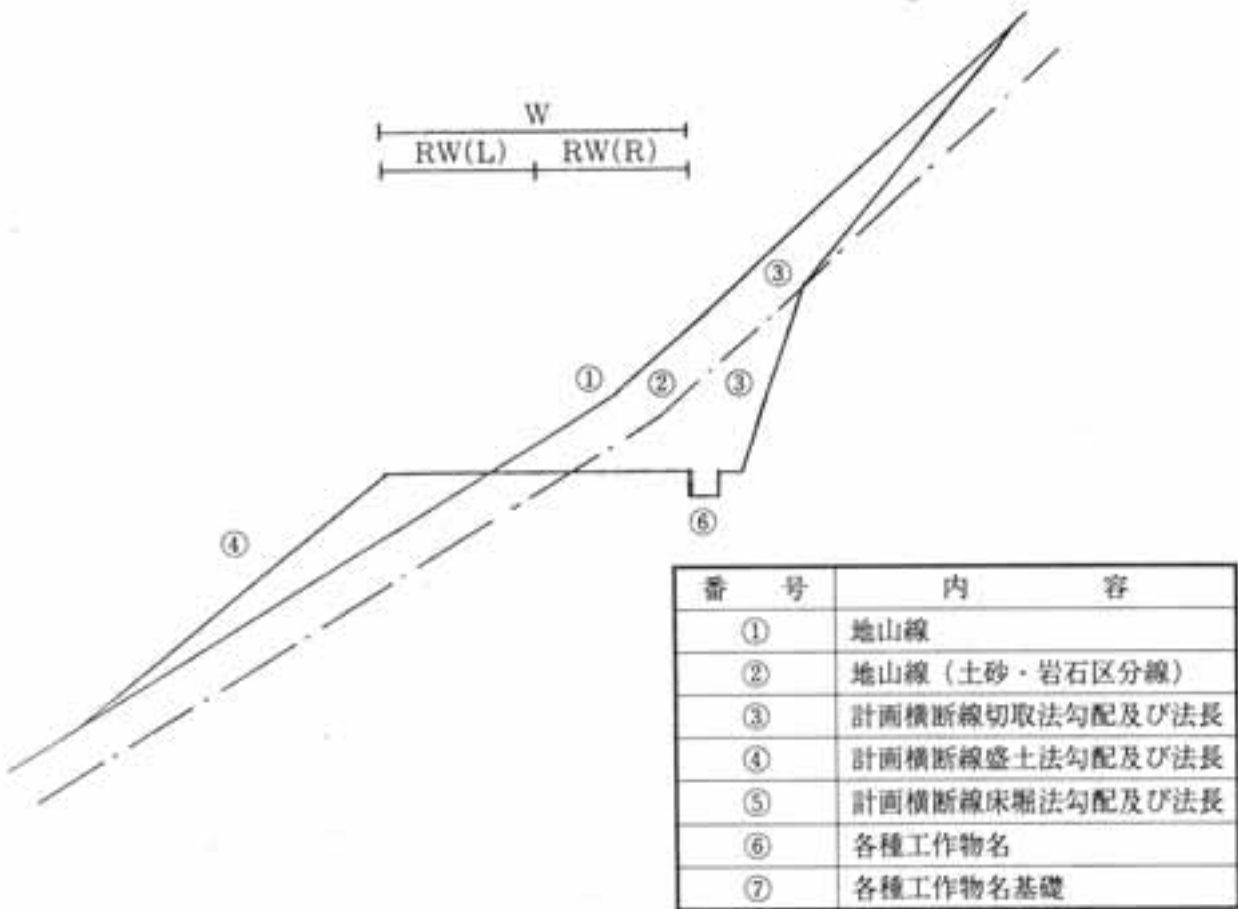 W
RW(L) RW(R)
③
① ② ③
④ ⑥
番 号 内 容
① 地山線
② 地山線（土砂・岩石区分線）
③ 計画横断線切取法勾配及び法長
④ 計画横断線盛土法勾配及び法長
⑤ 計画横断線床堀法勾配及び法長
⑥ 各種工作物名
⑦ 各種工作物名基礎